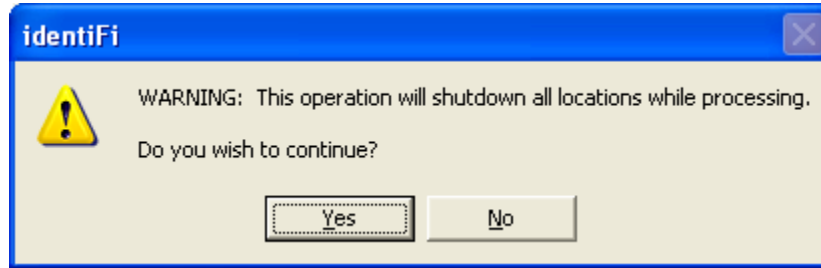 identiFi
WARNING:  This operation will shutdown all locations while processing.
Do you wish to continue?
Yes
No